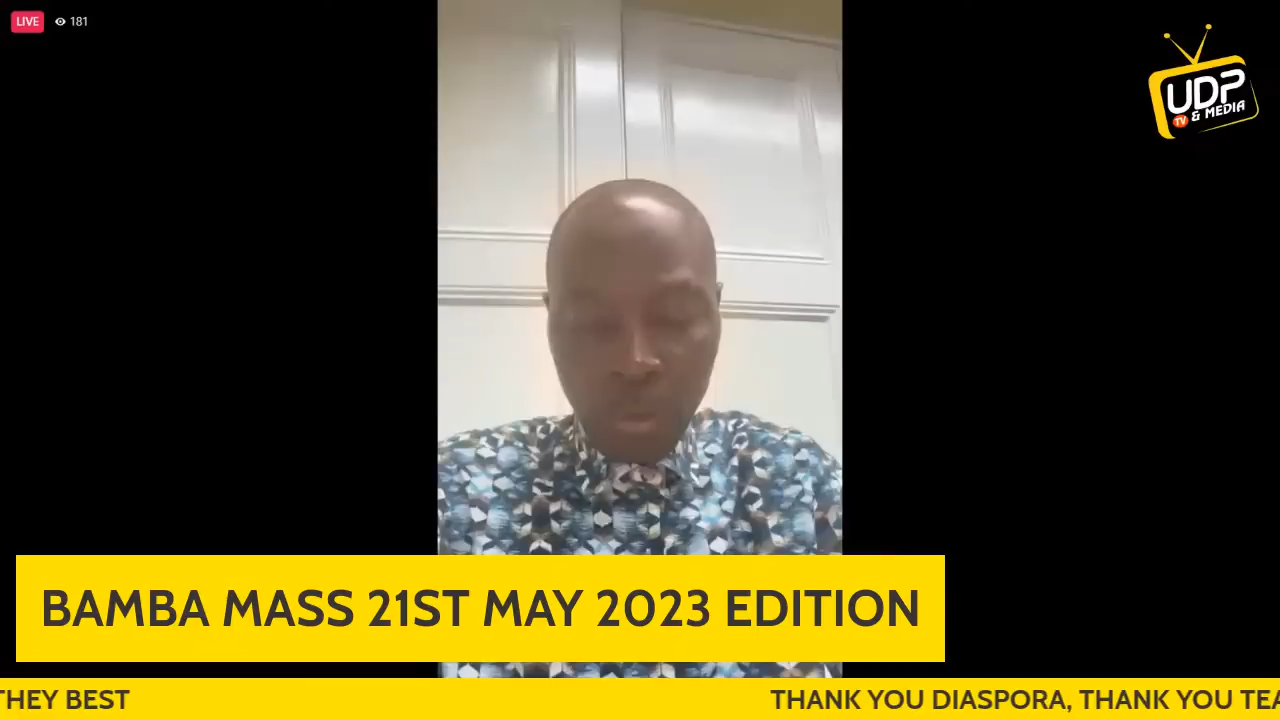 LIVE 181
UDP
TV & MEDIA
BAMBA MASS 21ST MAY 2023 EDITION
THEY BEST THANK YOU DIASPORA, THANK YOU TEA